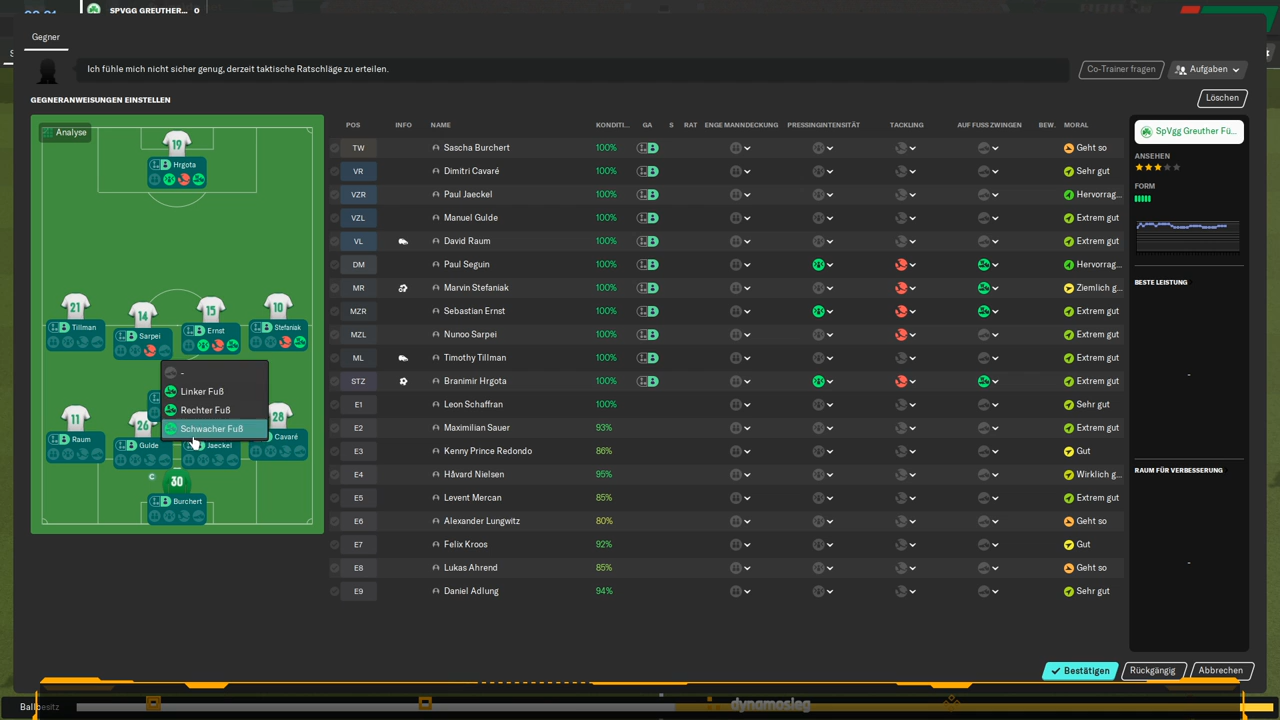 SPVGG GREUTHER... 0
Gegner
Ich fühle mich nicht sicher genug, derzeit taktische Ratschläge zu erteilen.
Co-Trainer fragen
Aufgaben
GEGNERANWEISUNGEN EINSTELLEN
Löschen
Analyse
19
Hrgota
21
Tillman
14
Sarpei
15
Ernst
10
Stefaniak
-
Linker Fuß
Rechter Fuß
Schwacher Fuß
11
Raum
26
Gulde
Jaeckel
28
Cavaré
C
30
Burchert
POS INFO NAME KONDITI... GA S RAT ENGE MANNDECKUNG PRESSINGINTENSITÄT TACKLING AUF FUSS ZWINGEN BEW. MORAL
TW Sascha Burchert 100% Geht so
VR Dimitri Cavaré 100% Sehr gut
VZR Paul Jaeckel 100% Hervorrag...
VZL Manuel Gulde 100% Extrem gut
VL David Raum 100% Extrem gut
DM Paul Seguin 100% Hervorrag...
MR Marvin Stefaniak 100% Ziemlich g...
MZR Sebastian Ernst 100% Extrem gut
MZL Nunoo Sarpei 100% Extrem gut
ML Timothy Tillman 100% Extrem gut
STZ Branimir Hrgota 100% Extrem gut
E1 Leon Schaffran 100% Sehr gut
E2 Maximilian Sauer 93% Extrem gut
E3 Kenny Prince Redondo 86% Gut
E4 Håvard Nielsen 95% Wirklich g...
E5 Levent Mercan 85% Extrem gut
E6 Alexander Lungwitz 80% Geht so
E7 Felix Kroos 92% Gut
E8 Lukas Ahrend 85% Geht so
E9 Daniel Adlung 94% Sehr gut
SpVgg Greuther Fü...
ANSEHEN
FORM
BESTE LEISTUNG
-
RAUM FÜR VERBESSERUNG
-
Bestätigen
Rückgängig
Abbrechen
dynamosieg